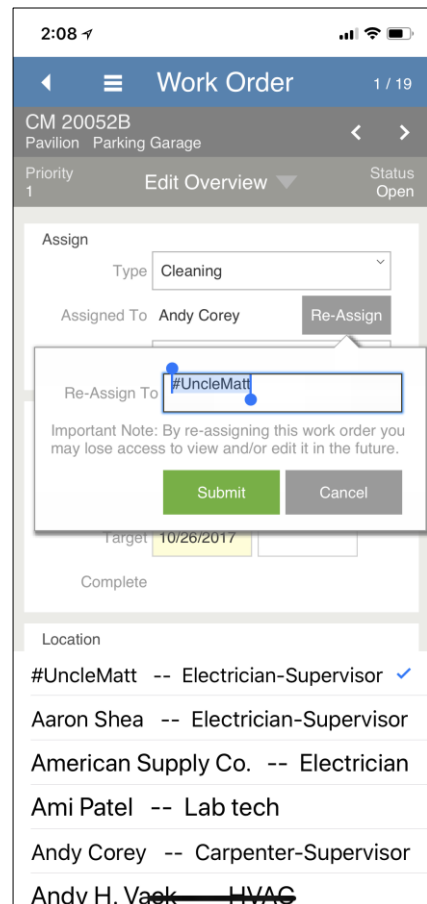 2:08
Work Order
1 / 19
CM 20052B
Pavilion Parking Garage
Priority
1
Edit Overview
Status
Open
Assign
Type Cleaning
Assigned To Andy Corey Re-Assign
Re-Assign To #UncleMatt
Important Note: By re-assigning this work order you
may lose access to view and/or edit it in the future.
Submit Cancel
Target 10/26/2017
Complete
Location
#UncleMatt -- Electrician-Supervisor
Aaron Shea -- Electrician-Supervisor
American Supply Co. -- Electrician
Ami Patel -- Lab tech
Andy Corey -- Carpenter-Supervisor
Andy H. HVAC